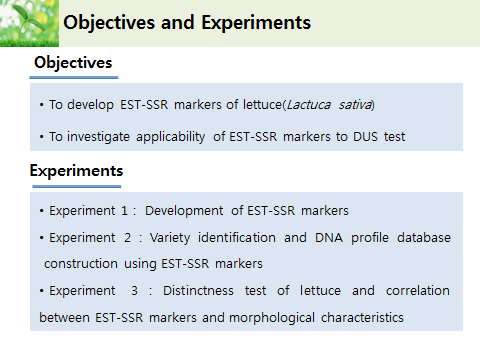 Objectives and Experiments
Objectives
• To develop EST-SSR markers of lettuce(Lactuca sativa)
• To investigate applicability of EST-SSR markers to DUS test
Experiments
• Experiment 1 : Development of EST-SSR markers
• Experiment 2 : Variety identification and DNA profile database
construction using EST-SSR markers
• Experiment 3 : Distinctness test of lettuce and correlation
between EST-SSR markers and morphological characteristics